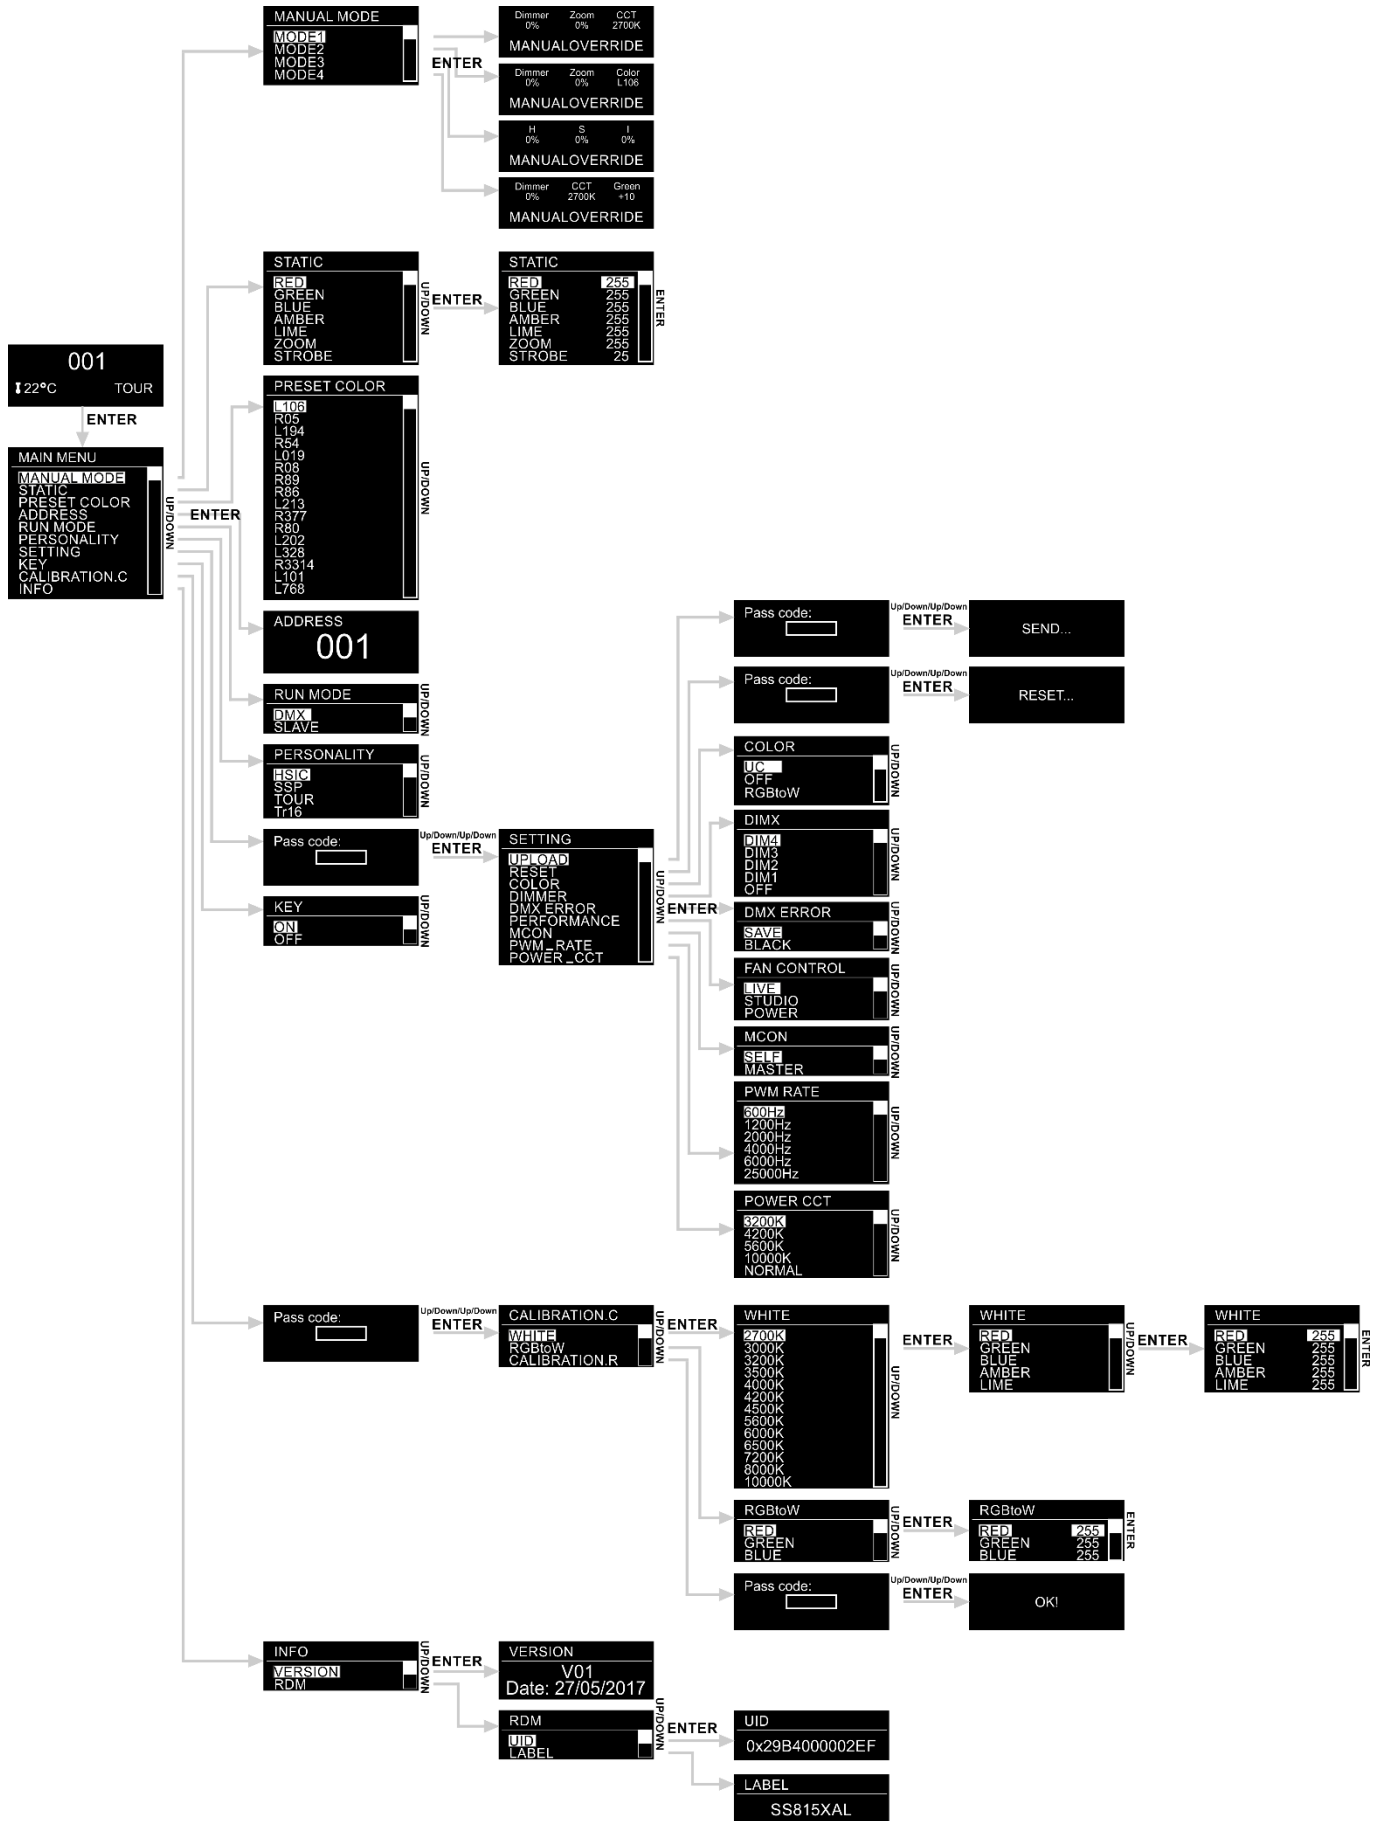 MANUAL MODE
MODE1
MODE2
MODE3
MODE4
ENTER
Dimmer Zoom CCT
0% 0% 2700K
MANUALOVERRIDE
Dimmer Zoom Color
0% 0% L106
MANUALOVERRIDE
H S I
0% 0% 0%
MANUALOVERRIDE
Dimmer CCT Green
0% 2700K +10
MANUALOVERRIDE
STATIC
RED
GREEN
BLUE
AMBER
LIME
ZOOM
STROBE
UP/DOWN
ENTER
STATIC
RED 255
GREEN 255
BLUE 255
AMBER 255
LIME 255
ZOOM 255
STROBE 25
ENTER
001
22°C TOUR
ENTER
MAIN MENU
MANUAL MODE
STATIC
PRESET COLOR
ADDRESS
RUN MODE
PERSONALITY
SETTING
KEY
CALIBRATION.C
INFO
UP/DOWN
ENTER
PRESET COLOR
L106
R05
L194
R54
L019
R08
R89
R86
L213
R377
R80
L202
L328
R3314
L101
L768
UP/DOWN
ADDRESS
001
RUN MODE
DMX
SLAVE
UP/DOWN
PERSONALITY
HSIC
SSP
TOUR
Tr16
UP/DOWN
Pass code:
Up/Down/Up/Down
ENTER
KEY
ON
OFF
UP/DOWN
SETTING
UPLOAD
RESET
COLOR
DIMMER
DMX ERROR
PERFORMANCE
MCON
PWM_RATE
POWER_CCT
UP/DOWN
ENTER
Pass code:
Up/Down/Up/Down
ENTER
SEND...
Pass code:
Up/Down/Up/Down
ENTER
RESET...
COLOR
UC
OFF
RGBtoW
UP/DOWN
DIMX
DIM4
DIM3
DIM2
DIM1
OFF
UP/DOWN
DMX ERROR
SAVE
BLACK
UP/DOWN
FAN CONTROL
LIVE
STUDIO
POWER
UP/DOWN
MCON
SELF
MASTER
UP/DOWN
PWM RATE
600Hz
1200Hz
2000Hz
4000Hz
6000Hz
25000Hz
UP/DOWN
POWER CCT
3200K
4200K
5600K
10000K
NORMAL
UP/DOWN
Pass code:
Up/Down/Up/Down
ENTER
CALIBRATION.C
WHITE
RGBtoW
CALIBRATION.R
UP/DOWN
ENTER
WHITE
2700K
3000K
3200K
3500K
4000K
4200K
4500K
5600K
6000K
6500K
7200K
8000K
10000K
UP/DOWN
ENTER
WHITE
RED
GREEN
BLUE
AMBER
LIME
UP/DOWN
ENTER
WHITE
RED 255
GREEN 255
BLUE 255
AMBER 255
LIME 255
ENTER
RGBtoW
RED
GREEN
BLUE
UP/DOWN
ENTER
RGBtoW
RED 255
GREEN 255
BLUE 255
ENTER
Pass code:
Up/Down/Up/Down
ENTER
OK!
INFO
VERSION
RDM
UP/DOWN
ENTER
VERSION
V01
Date: 27/05/2017
RDM
UID
LABEL
UP/DOWN
ENTER
UID
0x29B4000002EF
LABEL
SS815XAL